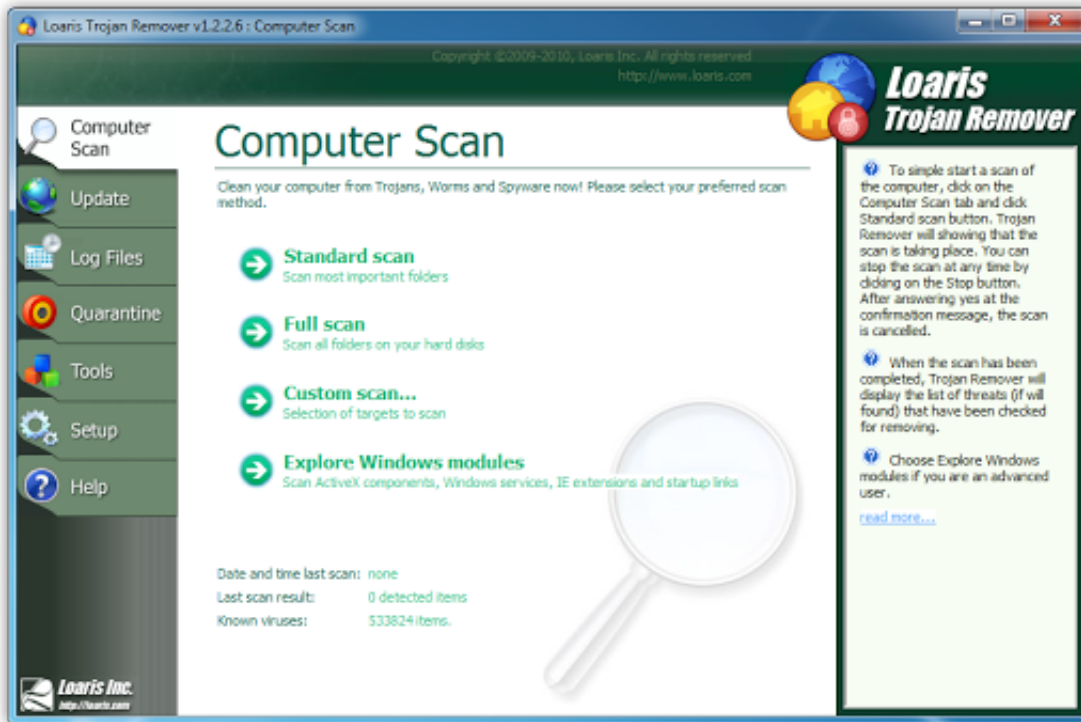 Loaris Trojan Remover v1.2.2.6 : Computer Scan
Copyright ©2009-2010, Loaris Inc. All rights reserved
http://www.loaris.com
Loaris
Trojan Remover
Computer
Scan
Update
Log Files
Quarantine
Tools
Setup
Help
Loaris Inc.
http://loaris.com
Computer Scan
Clean your computer from Trojans, Worms and Spyware now! Please select your preferred scan
method.
Standard scan
Scan most important folders
Full scan
Scan all folders on your hard disks
Custom scan...
Selection of targets to scan
Explore Windows modules
Scan ActiveX components, Windows services, IE extensions and startup links
Date and time last scan: none
Last scan result: 0 detected items
Known viruses: 533824 items.
To simple start a scan of
the computer, click on the
Computer Scan tab and click
Standard scan button. Trojan
Remover will showing that the
scan is taking place. You can
stop the scan at any time by
clicking on the Stop button.
After answering yes at the
confirmation message, the scan
is cancelled.
When the scan has been
completed, Trojan Remover will
display the list of threats (if will
found) that have been checked
for removing.
Choose Explore Windows
modules if you are an advanced
user.
read more...